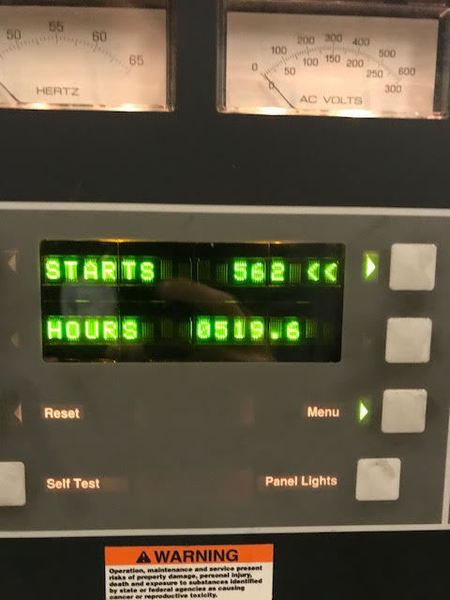 50 55 60 65
HERTZ
0 100 200 300 400 500 600
0 50 100 150 200 250 300
AC VOLTS
STARTS 562 <<
HOURS 0519.6
Reset Menu
Self Test Panel Lights
WARNING
Operation, maintenance and service present
risks of property damage, personal injury,
death and exposure to substances identified
by state or federal agencies as causing
cancer or reproductive toxicity.